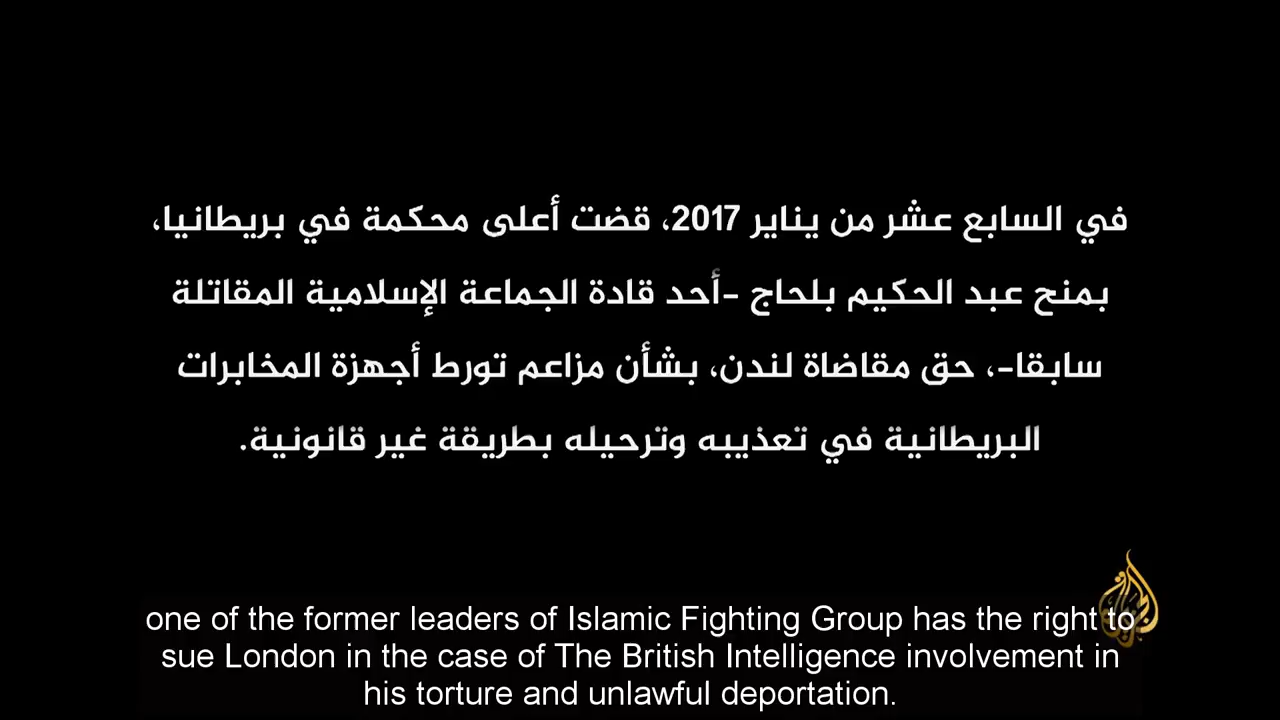 في السابع عشر من يناير 2017، قضت أعلى محكمة في بريطانيا،
بمنح عبد الحكيم بلحاج -أحد قادة الجماعة الإسلامية المقاتلة
سابقا-، حق مقاضاة لندن، بشأن مزاعم تورط أجهزة المخابرات
البريطانية في تعذيبه وترحيله بطريقة غير قانونية.
one of the former leaders of Islamic Fighting Group has the right to
sue London in the case of The British Intelligence involvement in
his torture and unlawful deportation.